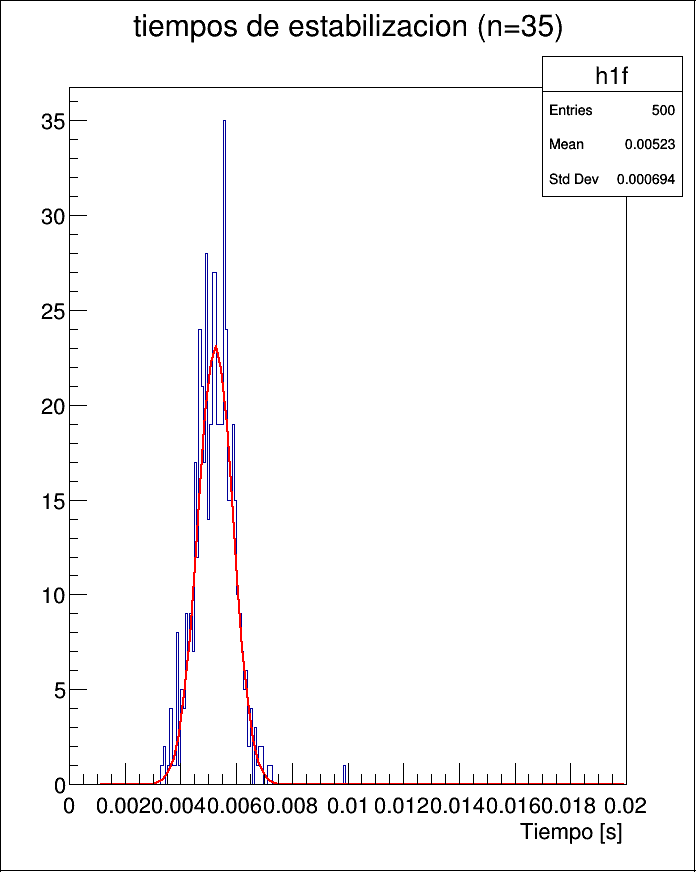 tiempos de estabilizacion (n=35)
h1f
Entries 500
Mean 0.00523
Std Dev 0.000694
35
30
25
20
15
10
5
0
0 0.002 0.004 0.006 0.008 0.01 0.012 0.014 0.016 0.018 0.02
Tiempo [s]